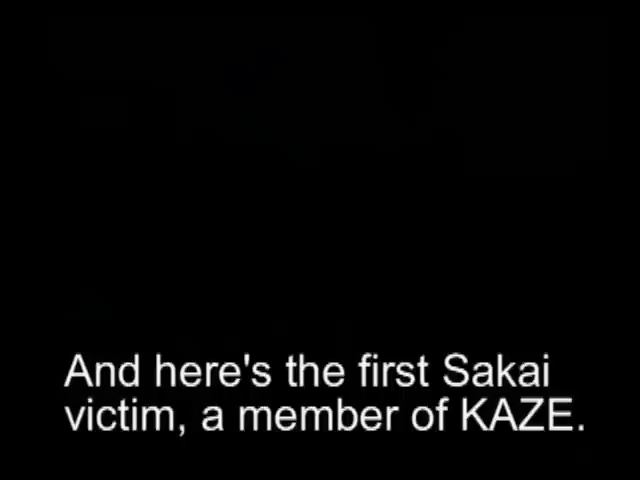 And here's the first Sakai
victim, a member of KAZE.